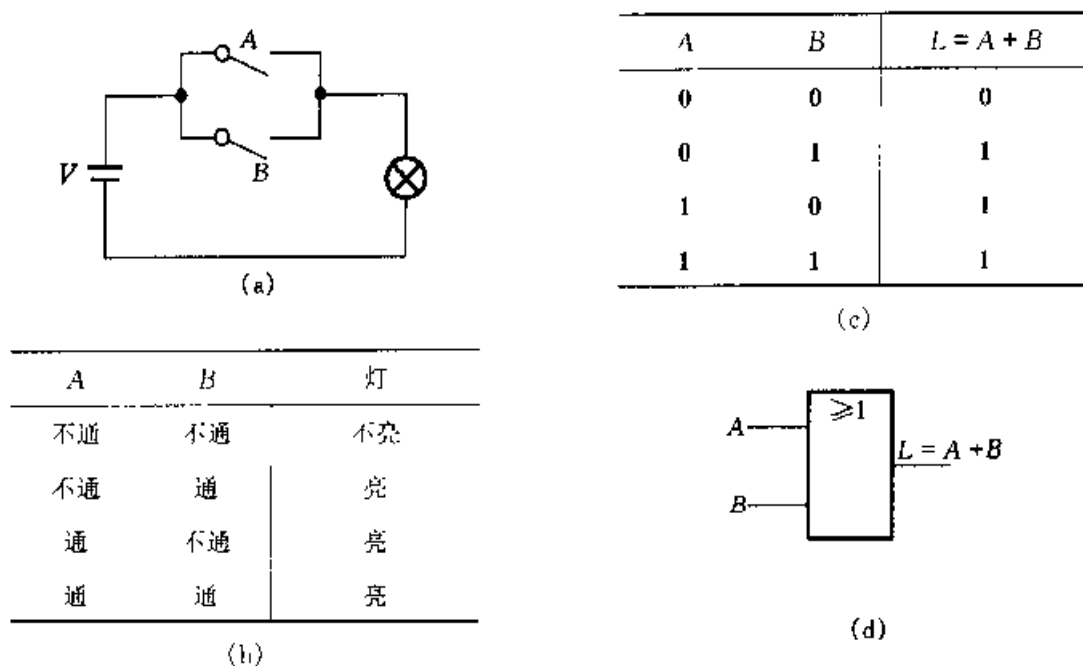 A
V
B
(a)
A B L = A + B
0 0 0
0 1 1
1 0 1
1 1 1
(c)
A B 灯
不通 不通 不亮
不通 通 亮
通 不通 亮
通 通 亮
(b)
≥1
A
L = A + B
B
(d)